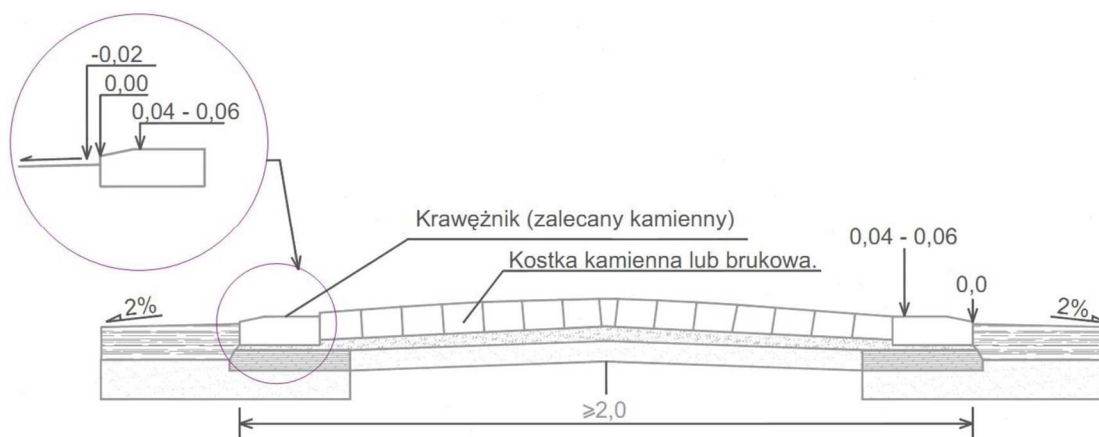 -0,02
0,00
0,04 - 0,06
Krawężnik (zalecany kamienny)
Kostka kamienna lub brukowa.
0,04 - 0,06
0,0
2%
2%
≥2,0